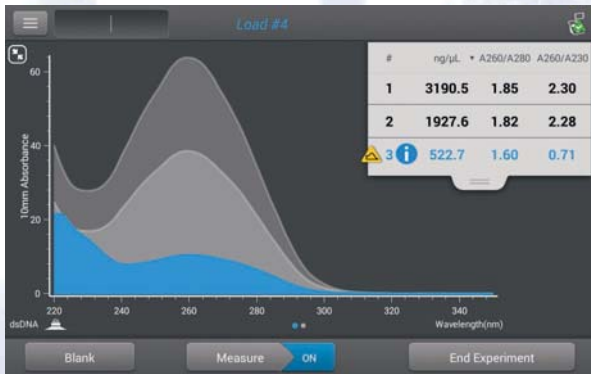 Load #4
# ng/µL A260/A280 A260/A230
1 3190.5 1.85 2.30
2 1927.6 1.82 2.28
3 i 522.7 1.60 0.71
10mm Absorbance
60
40
20
0
220 240 260 280 300 320 340
dsDNA
Wavelength(nm)
Blank
Measure ON
End Experiment